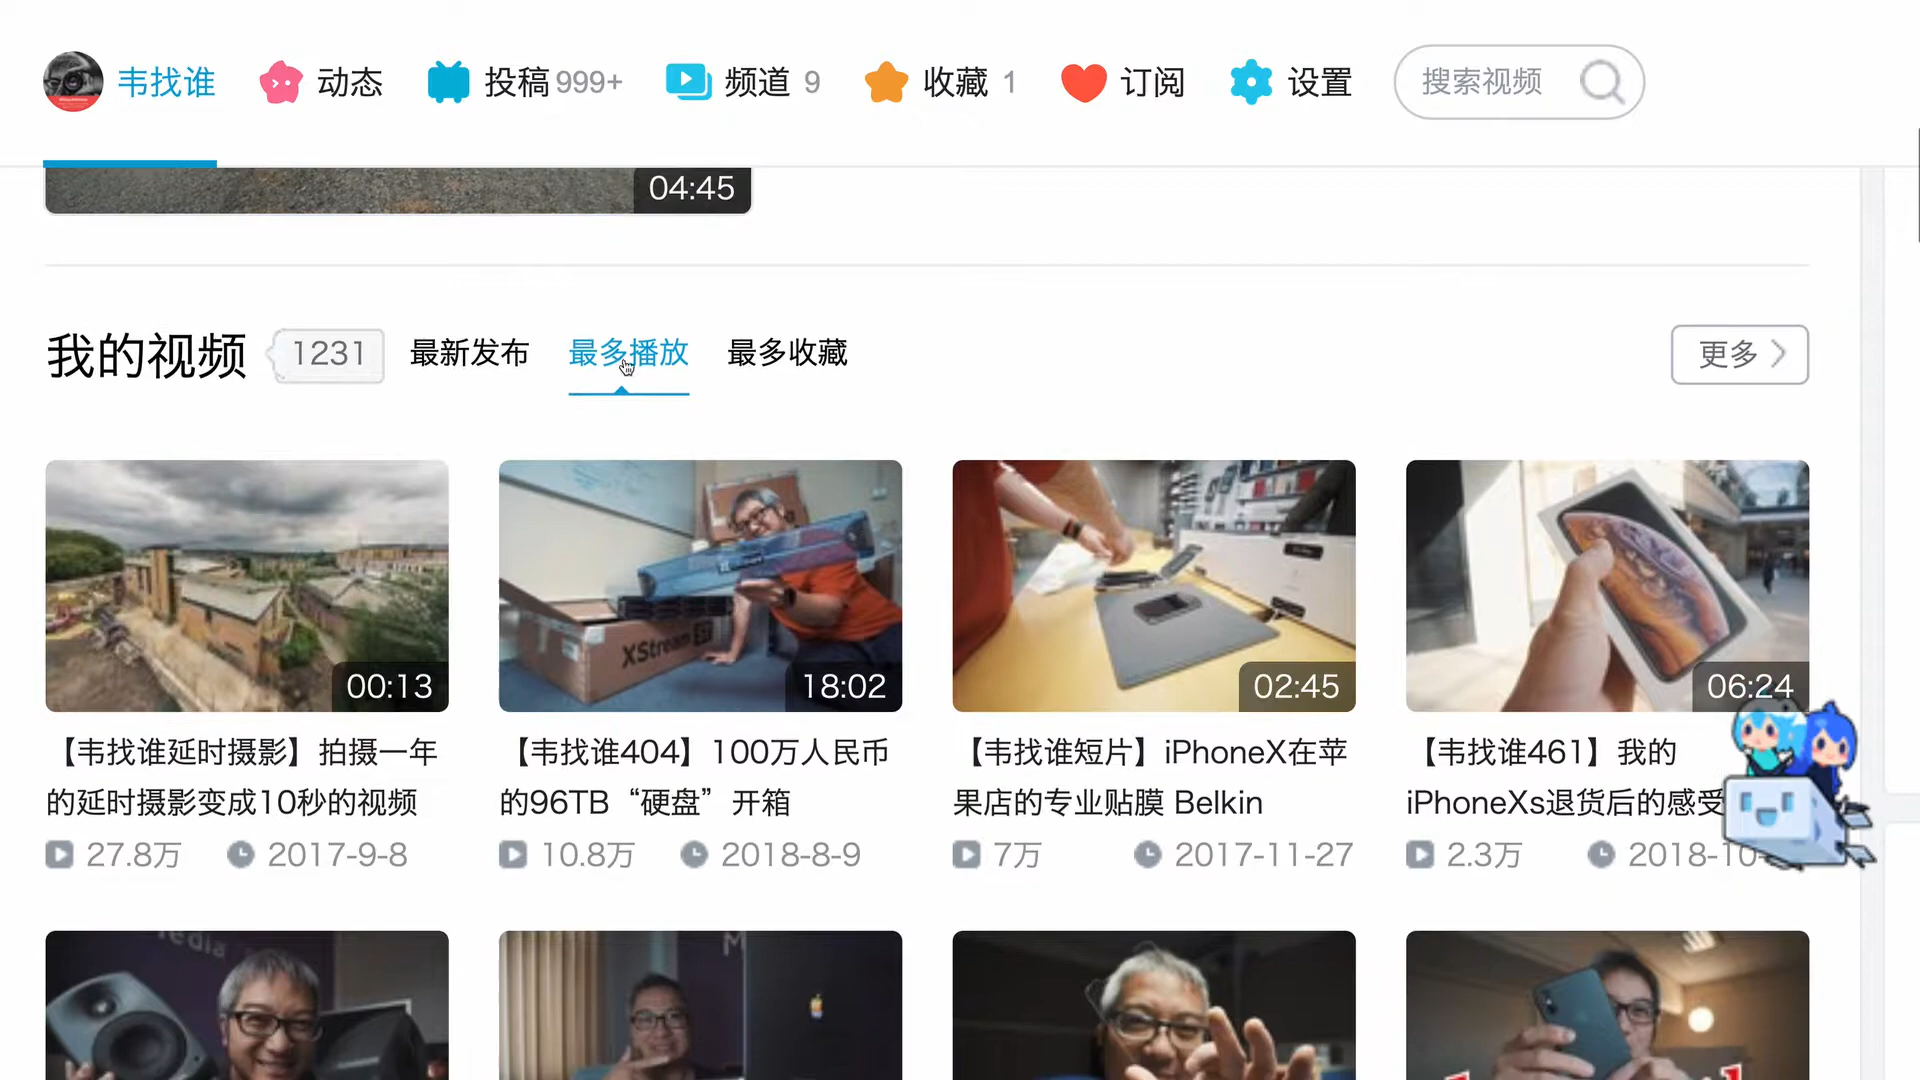 韦找谁
动态
投稿 999+
频道 9
收藏 1
订阅
设置
搜索视频
04:45
我的视频
1231
最新发布
最多播放
最多收藏
更多
XStream
00:13
18:02
02:45
06:24
【韦找谁延时摄影】拍摄一年
的延时摄影变成10秒的视频
27.8万
2017-9-8
【韦找谁404】100万人民币
的96TB“硬盘”开箱
10.8万
2018-8-9
【韦找谁短片】iPhoneX在苹
果店的专业贴膜 Belkin
7万
2017-11-27
【韦找谁461】我的
iPhoneXs退货后的感受
2.3万
2018-10-
edia
M